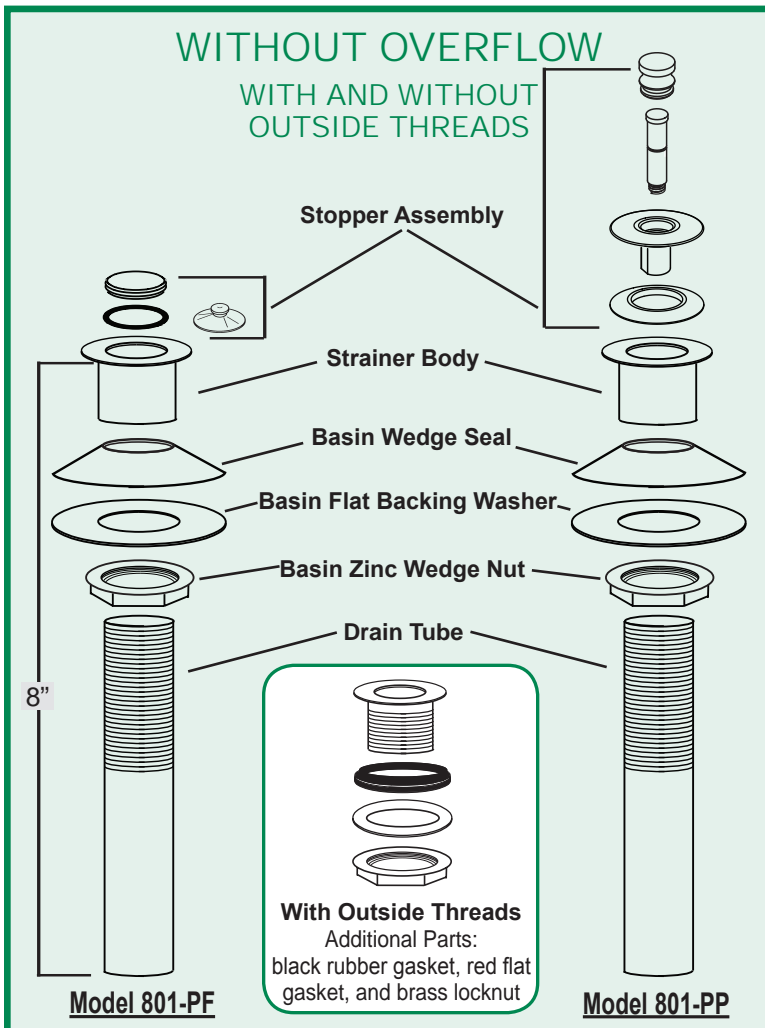 WITHOUT OVERFLOW
WITH AND WITHOUT
OUTSIDE THREADS
Stopper Assembly
Strainer Body
Basin Wedge Seal
Basin Flat Backing Washer
Basin Zinc Wedge Nut
Drain Tube
8”
With Outside Threads
Additional Parts:
black rubber gasket, red flat
gasket, and brass locknut
Model 801-PF
Model 801-PP